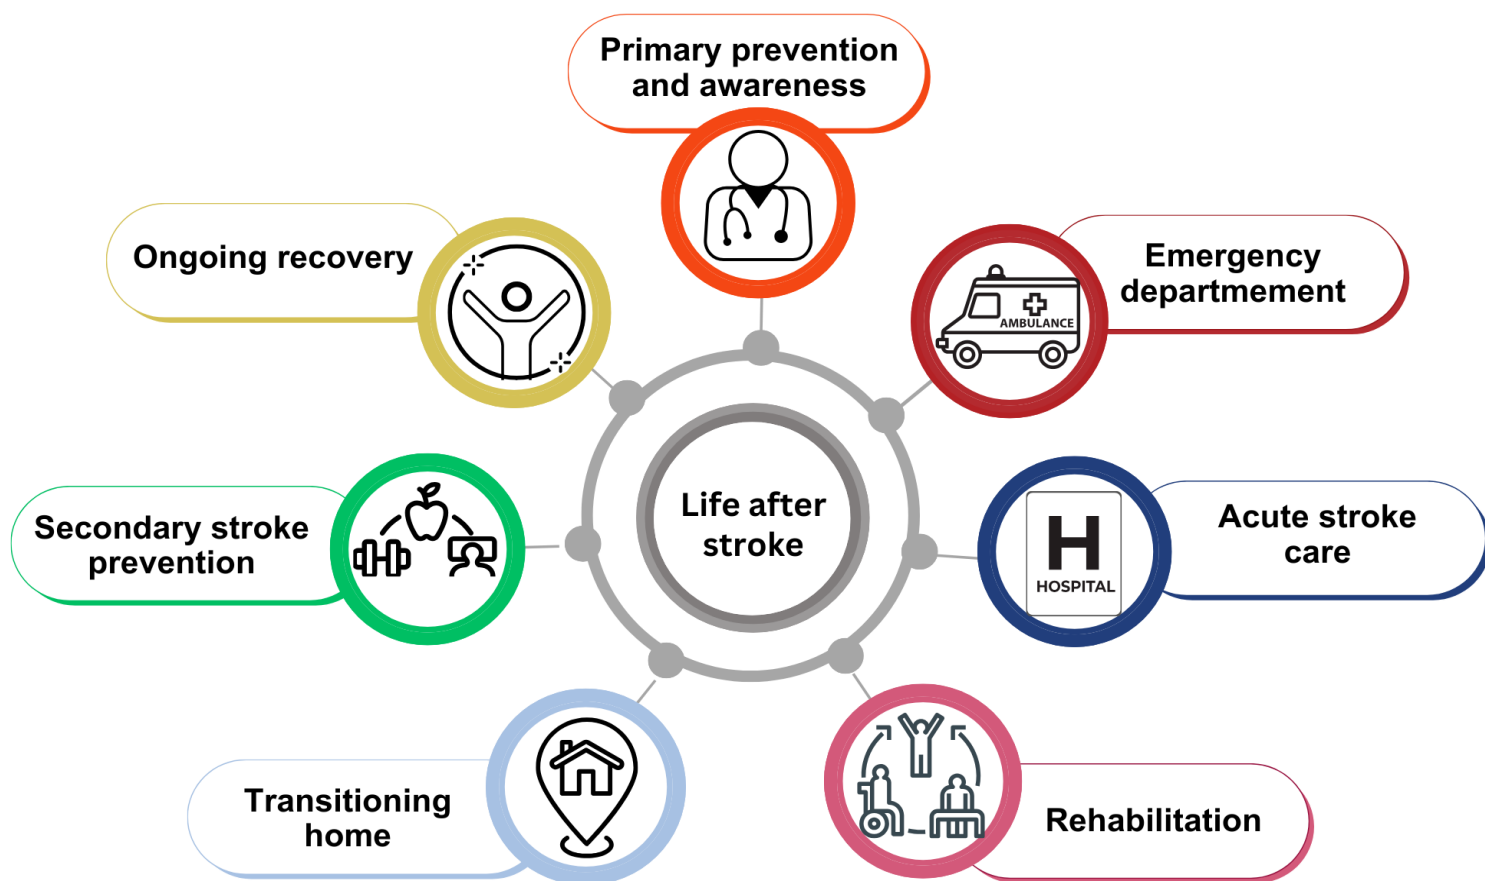 Primary prevention
and awareness
Emergency
departmement
AMBULANCE
Acute stroke
care
H
HOSPITAL
Rehabilitation
Transitioning
home
Secondary stroke
prevention
Ongoing recovery
Life after
stroke